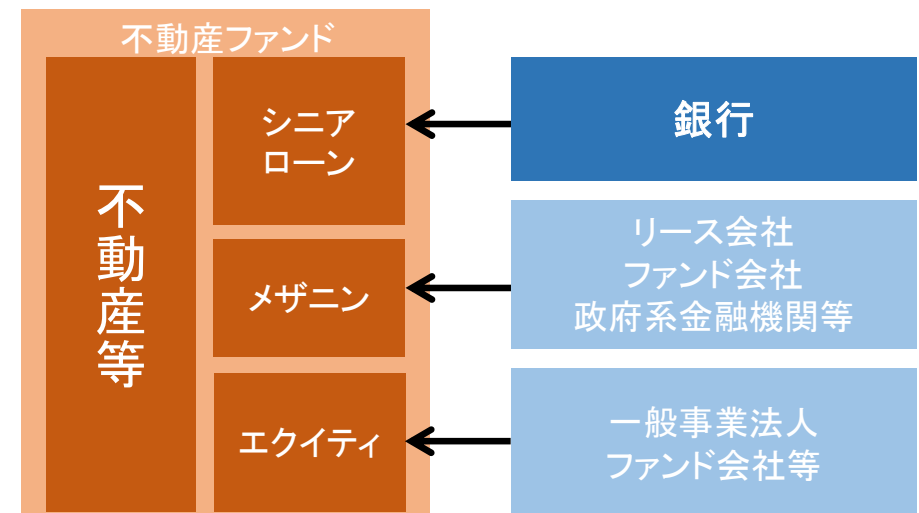 不動産ファンド
不動産等
シニア
ローン
メザニン
エクイティ
銀行
リース会社
ファンド会社
政府系金融機関等
一般事業法人
ファンド会社等